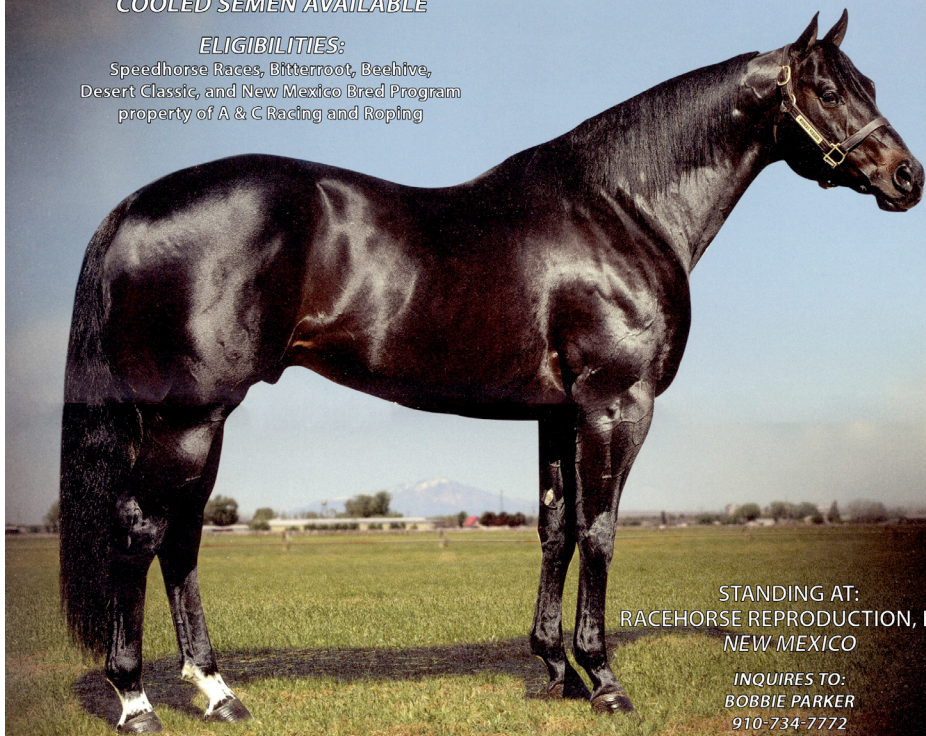 COOLED SEMEN AVAILABLE
ELIGIBILITIES:
Speedhorse Races, Bitterroot, Beehive,
Desert Classic, and New Mexico Bred Program
property of A & C Racing and Roping
STANDING AT:
RACEHORSE REPRODUCTION,
NEW MEXICO
INQUIRES TO:
BOBBIE PARKER
910-734-7772